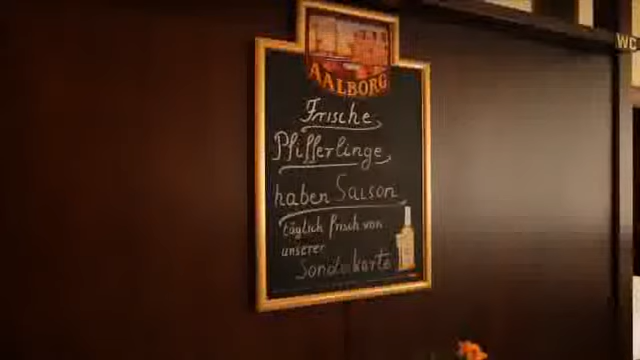 AALBORG
Frische
Pfifferlinge
haben Saison
täglich frisch von
unserer
Sonderkarte
WC